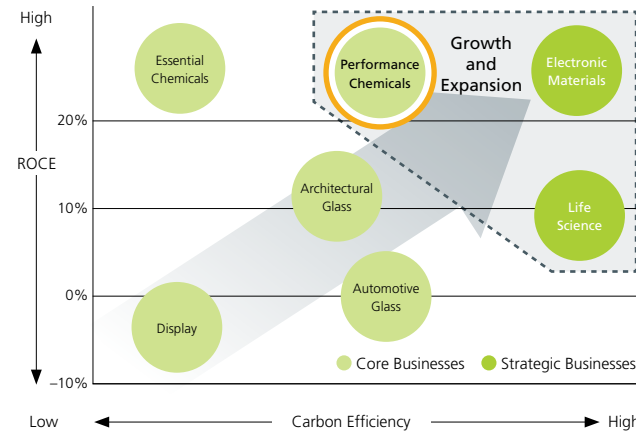 High
Essential
Chemicals
Performance
Chemicals
Growth
and
Expansion
Electronic
Materials
20%
ROCE
Architectural
Glass
10%
Life
Science
0%
Automotive
Glass
Display
Core Businesses
Strategic Businesses
–10%
Low
Carbon Efficiency
High